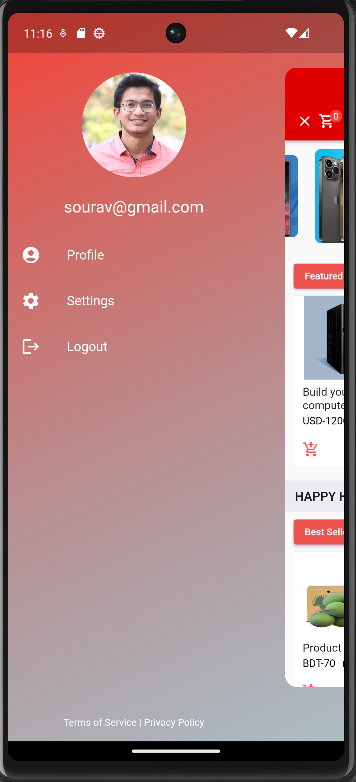 11:16
0
sourav@gmail.com
Profile
Featured
Settings
Logout
Build you
compute
USD-120
HAPPY H
Best Sell
Product
BDT-70
Terms of Service | Privacy Policy